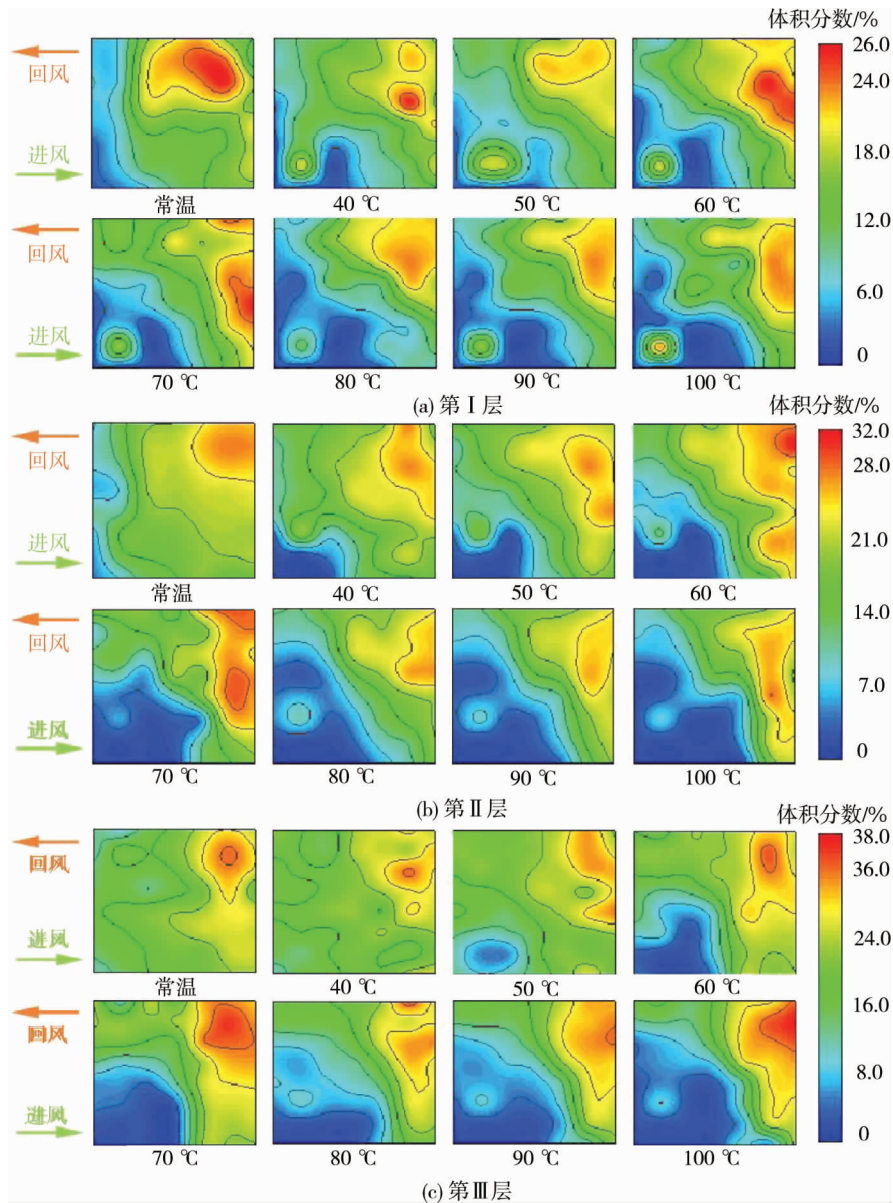 体积分数/%
26.0
18.0
12.0
6.0
0
回风
进风
常温
40 ℃
50 ℃
60 ℃
回风
进风
70 ℃
80 ℃
90 ℃
100 ℃
(a) 第Ⅰ层
体积分数/%
32.0
28.0
21.0
14.0
7.0
0
回风
进风
常温
40 ℃
50 ℃
60 ℃
回风
进风
70 ℃
80 ℃
90 ℃
100 ℃
(b) 第Ⅱ层
体积分数/%
38.0
36.0
24.0
16.0
8.0
0
回风
进风
常温
40 ℃
50 ℃
60 ℃
回风
进风
70 ℃
80 ℃
90 ℃
100 ℃
(c) 第Ⅲ层